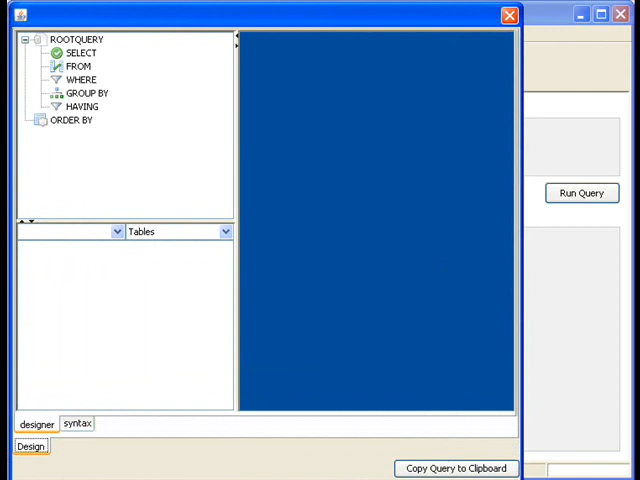 ROOTQUERY
SELECT
FROM
WHERE
GROUP BY
HAVING
ORDER BY
Run Query
Tables
designer syntax
Design
Copy Query to Clipboard